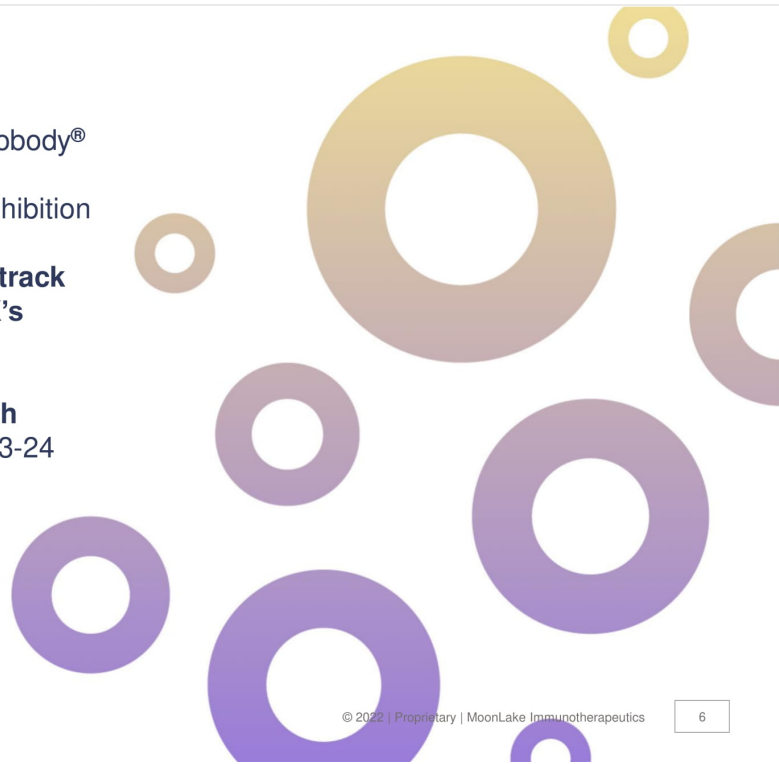 obody®
hibition
track
's
h
3-24
© 2022 | Proprietary | MoonLake Immunotherapeutics
6